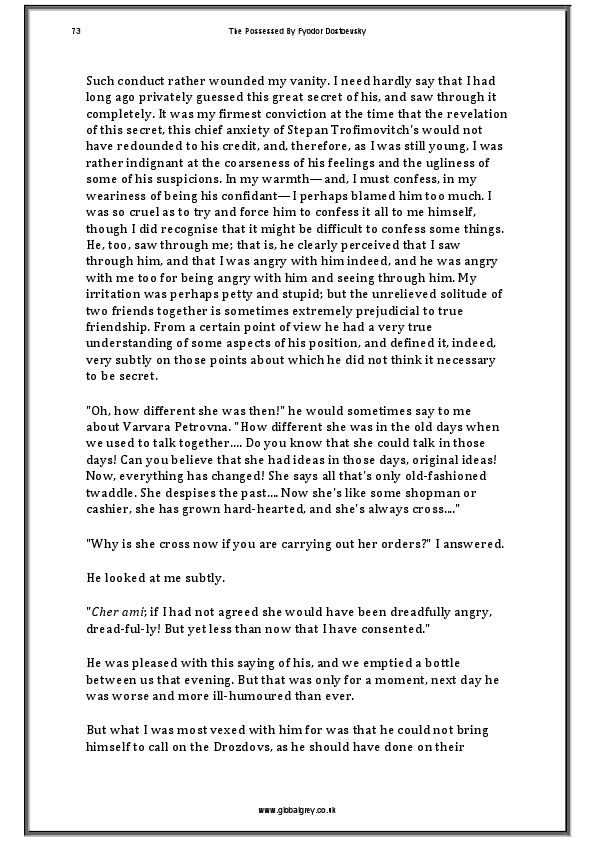 73
The Possessed By Fyodor Dostoevsky
Such conduct rather wounded my vanity. I need hardly say that I had
long ago privately guessed this great secret of his, and saw through it
completely. It was my firmest conviction at the time that the revelation
of this secret, this chief anxiety of Stepan Trofimovitch's would not
have redounded to his credit, and, therefore, as I was still young, I was
rather indignant at the coarseness of his feelings and the ugliness of
some of his suspicions. In my warmth—and, I must confess, in my
weariness of being his confidant—I perhaps blamed him too much. I
was so cruel as to try and force him to confess it all to me himself,
though I did recognise that it might be difficult to confess some things.
He, too, saw through me; that is, he clearly perceived that I saw
through him, and that I was angry with him indeed, and he was angry
with me too for being angry with him and seeing through him. My
irritation was perhaps petty and stupid; but the unrelieved solitude of
two friends together is sometimes extremely prejudicial to true
friendship. From a certain point of view he had a very true
understanding of some aspects of his position, and defined it, indeed,
very subtly on those points about which he did not think it necessary
to be secret.
"Oh, how different she was then!" he would sometimes say to me
about Varvara Petrovna. "How different she was in the old days when
we used to talk together.... Do you know that she could talk in those
days! Can you believe that she had ideas in those days, original ideas!
Now, everything has changed! She says all that's only old-fashioned
twaddle. She despises the past.... Now she's like some shopman or
cashier, she has grown hard-hearted, and she's always cross...."
"Why is she cross now if you are carrying out her orders?" I answered.
He looked at me subtly.
"Cher ami; if I had not agreed she would have been dreadfully angry,
dread-ful-ly! But yet less than now that I have consented."
He was pleased with this saying of his, and we emptied a bottle
between us that evening. But that was only for a moment, next day he
was worse and more ill-humoured than ever.
But what I was most vexed with him for was that he could not bring
himself to call on the Drozdovs, as he should have done on their
www.globalgrey.co.uk